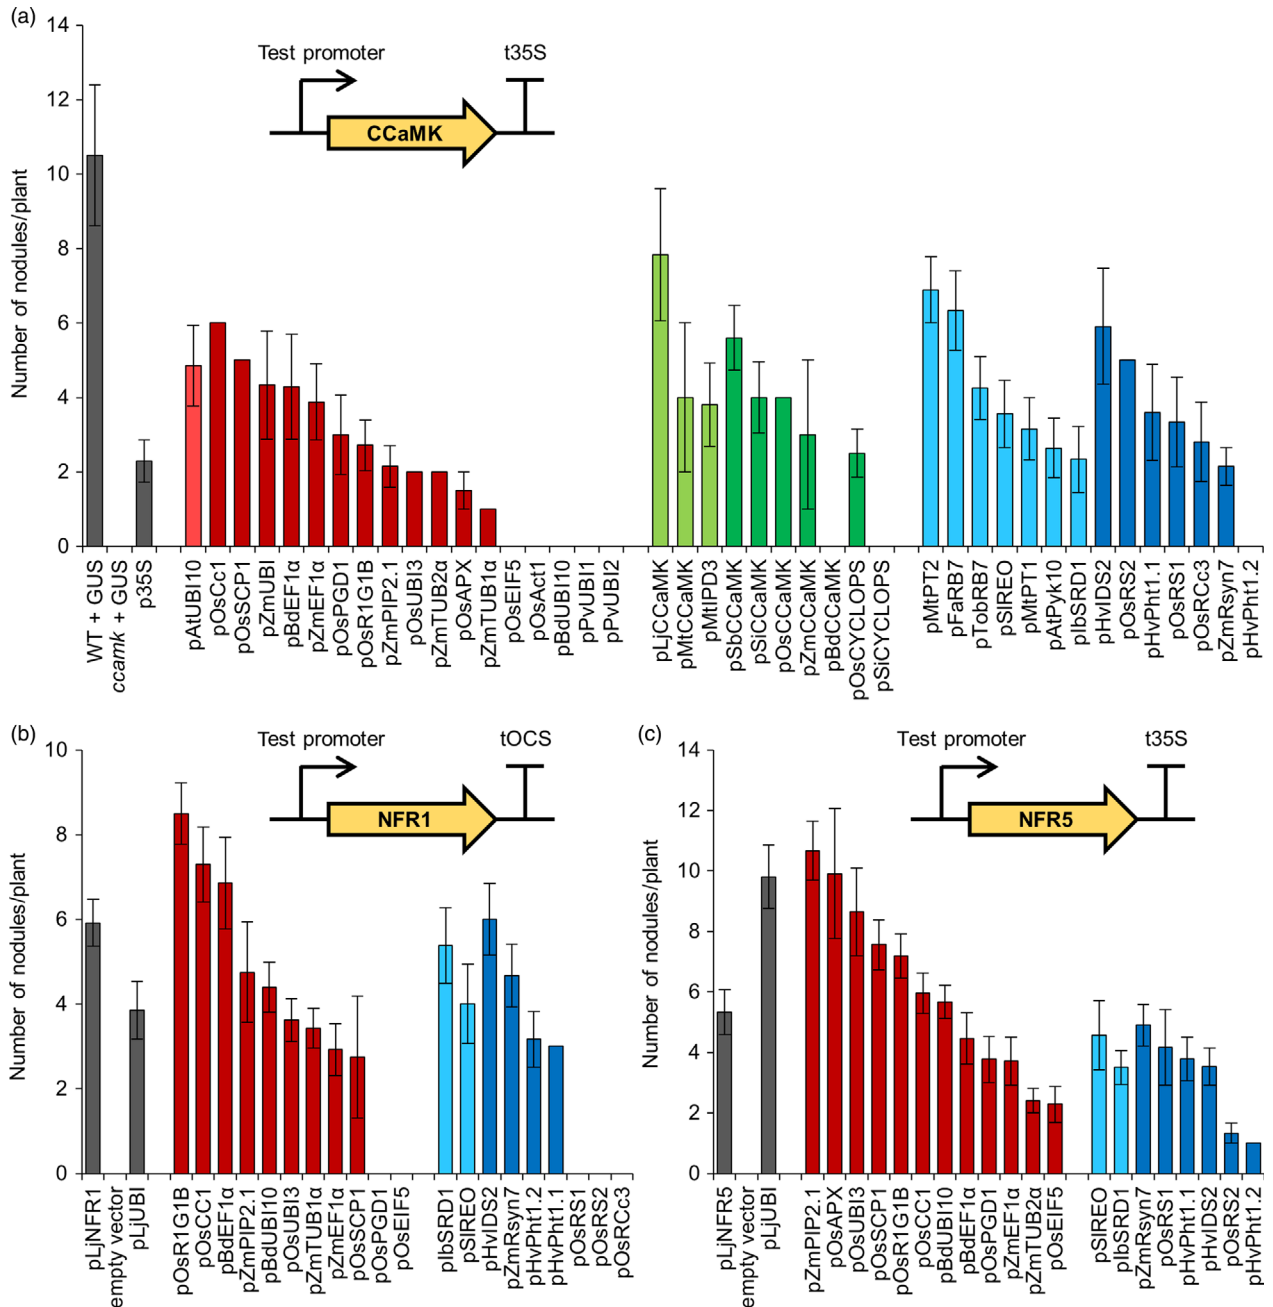 (a)
Number of nodules/plant
14
12
10
8
6
4
2
0
Test promoter
t35S
CCaMK
WT + GUS
ccamk + GUS
p35S
pAtUBI10
pOsCc1
pOsSCP1
pZmUBI
pBdEF1α
pZmEF1α
pOsPGD1
pOsR1G1B
pZmPIP2.1
pOsUBI3
pZmTUB2α
pOsAPX
pZmTUB1α
pOsEIF5
pOsAct1
pBdUBI10
pPvUBI1
pPvUBI2
pLjCCaMK
pMtCCaMK
pMtIPD3
pSbCCaMK
pSiCCaMK
pOsCCaMK
pZmCCaMK
pBdCCaMK
pOsCYCLOPS
pSiCYCLOPS
pMtPT2
pFaRB7
pTobRB7
pSlREO
pMtPT1
pAtPyk10
pIbSRD1
pHvIDS2
pOsRS2
pHvPht1.1
pOsRS1
pOsRCc3
pZmRsyn7
pHvPht1.2
(b)
Number of nodules/plant
10
8
6
4
2
0
Test promoter
tOCS
NFR1
pLjNFR1
empty vector
pLjUBI
pOsR1G1B
pOsCC1
pBdEF1α
pZmPIP2.1
pBdUBI10
pOsUBI3
pZmTUB1α
pZmEF1α
pOsSCP1
pOsPGD1
pOsEIF5
pIbSRD1
pSlREO
pHvIDS2
pZmRsyn7
pHvPht1.2
pHvPht1.1
pOsRS1
pOsRS2
pOsRCc3
(c)
Number of nodules/plant
14
12
10
8
6
4
2
0
Test promoter
t35S
NFR5
pLjNFR5
empty vector
pLjUBI
pZmPIP2.1
pOsAPX
pOsUBI3
pOsSCP1
pOsR1G1B
pOsCC1
pBdUBI10
pBdEF1α
pOsPGD1
pZmEF1α
pZmTUB2α
pOsEIF5
pSlREO
pIbSRD1
pZmRsyn7
pOsRS1
pHvPht1.1
pHvIDS2
pOsRS2
pHvPht1.2